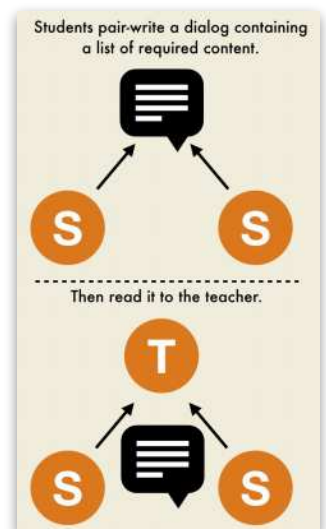 Students pair-write a dialog containing
a list of required content.
S
S
Then read it to the teacher.
T
S
S